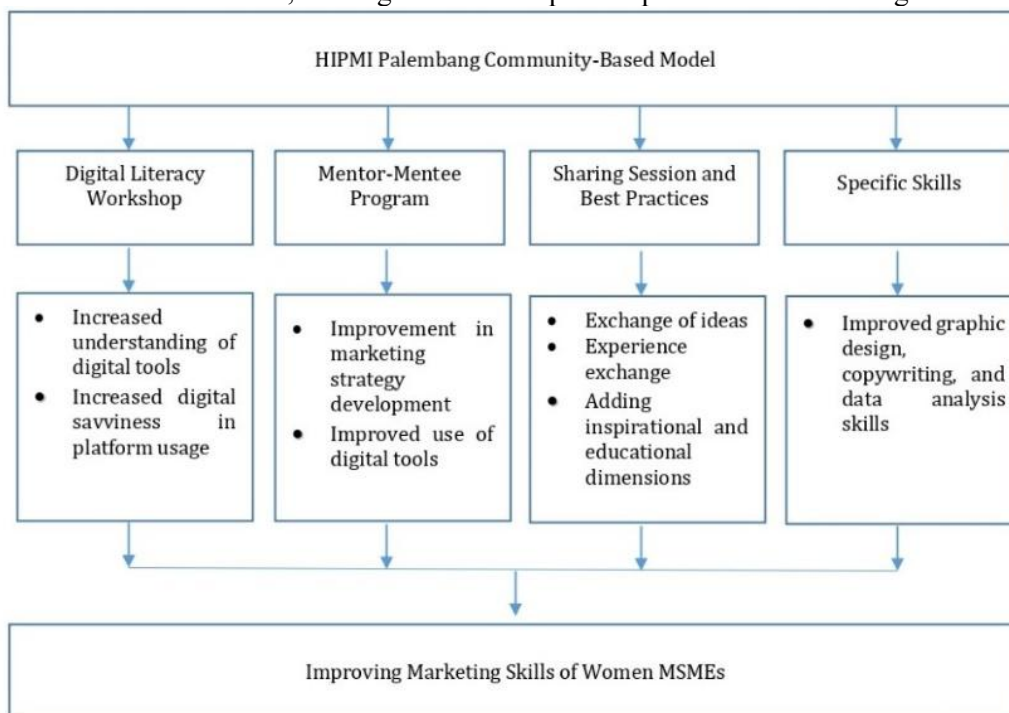 HIPMI Palembang Community-Based Model
Digital Literacy
Workshop
Mentor-Mentee
Program
Sharing Session and
Best Practices
Specific Skills
• Increased
understanding of
digital tools
• Increased digital
savviness in
platform usage
• Improvement in
marketing
strategy
development
• Improved use of
digital tools
• Exchange of ideas
• Experience
exchange
• Adding
inspirational and
educational
dimensions
• Improved graphic
design,
copywriting, and
data analysis
skills
Improving Marketing Skills of Women MSMEs